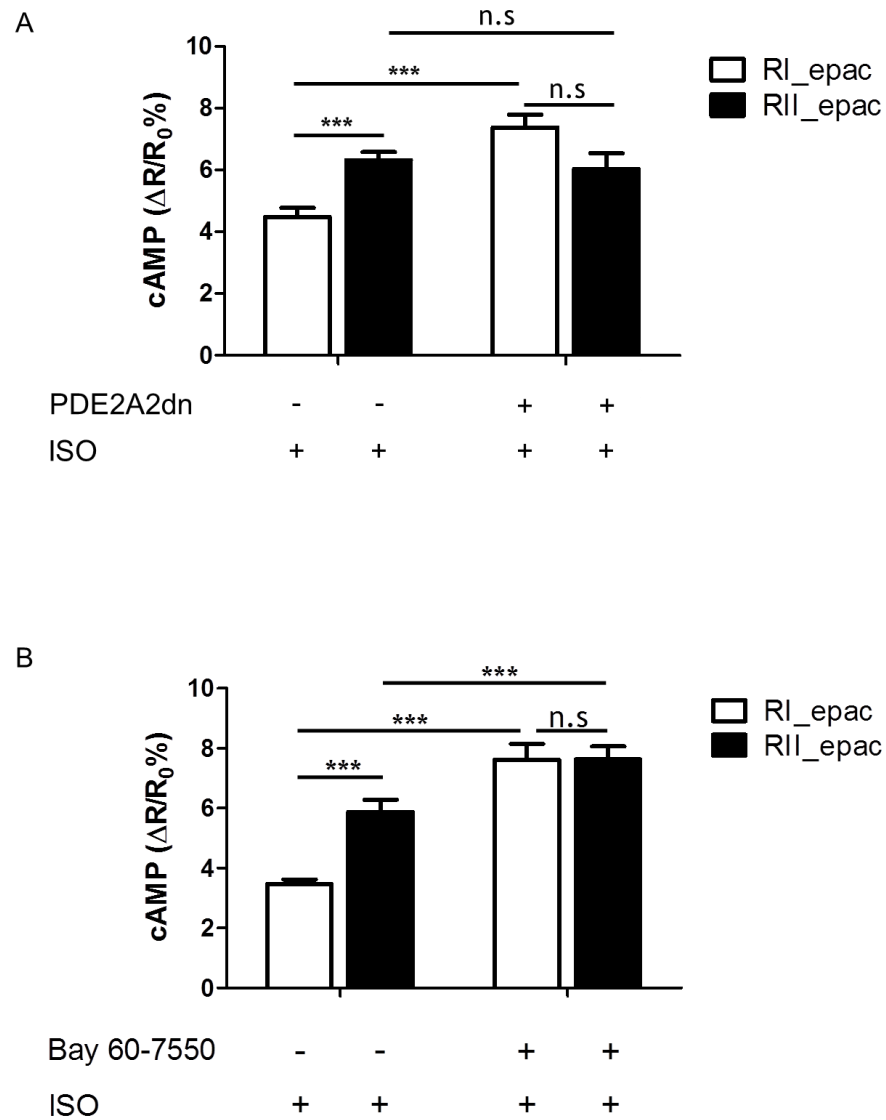 A
n.s
10
***
RI_epac
8
n.s
RII_epac
***
6
cAMP (ΔR/R₀%)
4
2
0
PDE2A2dn - - + +
ISO + + + +
B
***
10
***
n.s
RI_epac
8
***
RII_epac
6
cAMP (ΔR/R₀%)
4
2
0
Bay 60-7550 - - + +
ISO + + + +